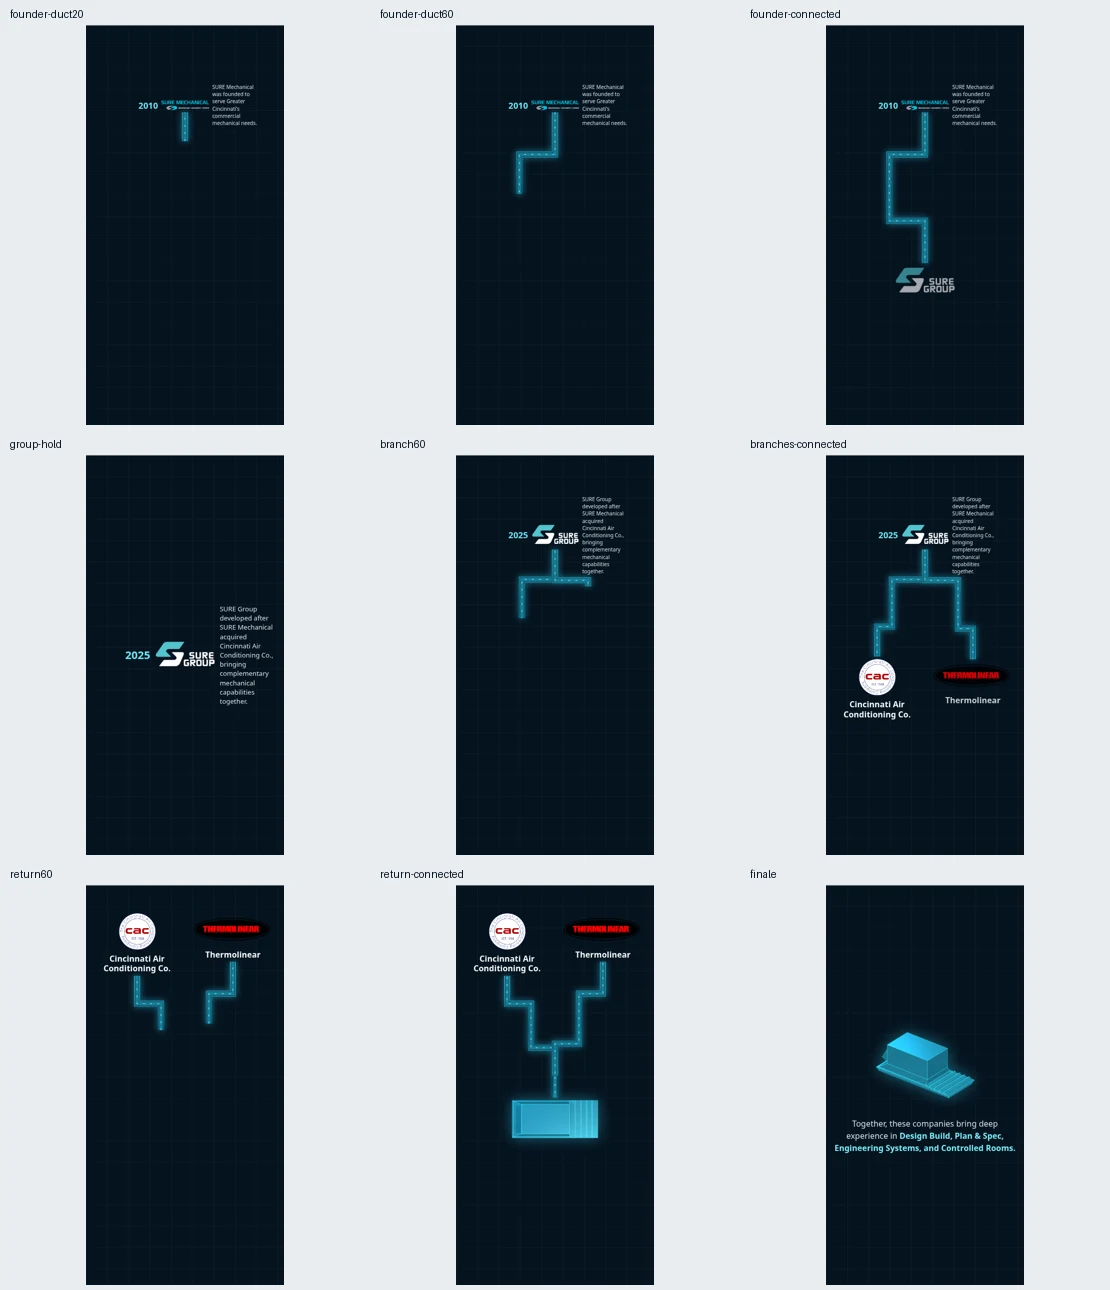 founder-duct20
founder-duct60
founder-connected
2010
SURE MECHANICAL
SURE Mechanical
was founded to
serve Greater
Cincinnati's
commercial
mechanical needs.
2010
SURE MECHANICAL
SURE Mechanical
was founded to
serve Greater
Cincinnati's
commercial
mechanical needs.
2010
SURE MECHANICAL
SURE Mechanical
was founded to
serve Greater
Cincinnati's
commercial
mechanical needs.
SURE
GROUP
group-hold
branch60
branches-connected
2025
SURE
GROUP
SURE Group
developed after
SURE Mechanical
acquired
Cincinnati Air
Conditioning Co.,
bringing
complementary
mechanical
capabilities
together.
2025
SURE
GROUP
SURE Group
developed after
SURE Mechanical
acquired
Cincinnati Air
Conditioning Co.,
bringing
complementary
mechanical
capabilities
together.
2025
SURE
GROUP
SURE Group
developed after
SURE Mechanical
acquired
Cincinnati Air
Conditioning Co.,
bringing
complementary
mechanical
capabilities
together.
cac
THERMOLINEAR
Cincinnati Air
Conditioning Co.
Thermolinear
return60
return-connected
finale
cac
THERMOLINEAR
Cincinnati Air
Conditioning Co.
Thermolinear
cac
THERMOLINEAR
Cincinnati Air
Conditioning Co.
Thermolinear
Together, these companies bring deep
experience in Design Build, Plan & Spec,
Engineering Systems, and Controlled Rooms.